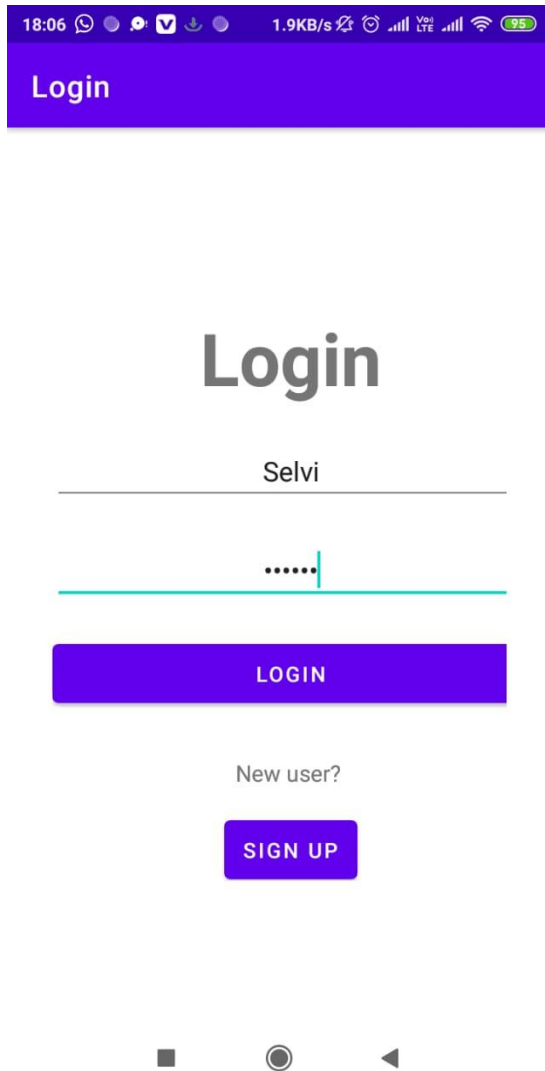 18:06 1.9KB/s Vo) LTE 95
Login
Login
Selvi
••••••
LOGIN
New user?
SIGN UP